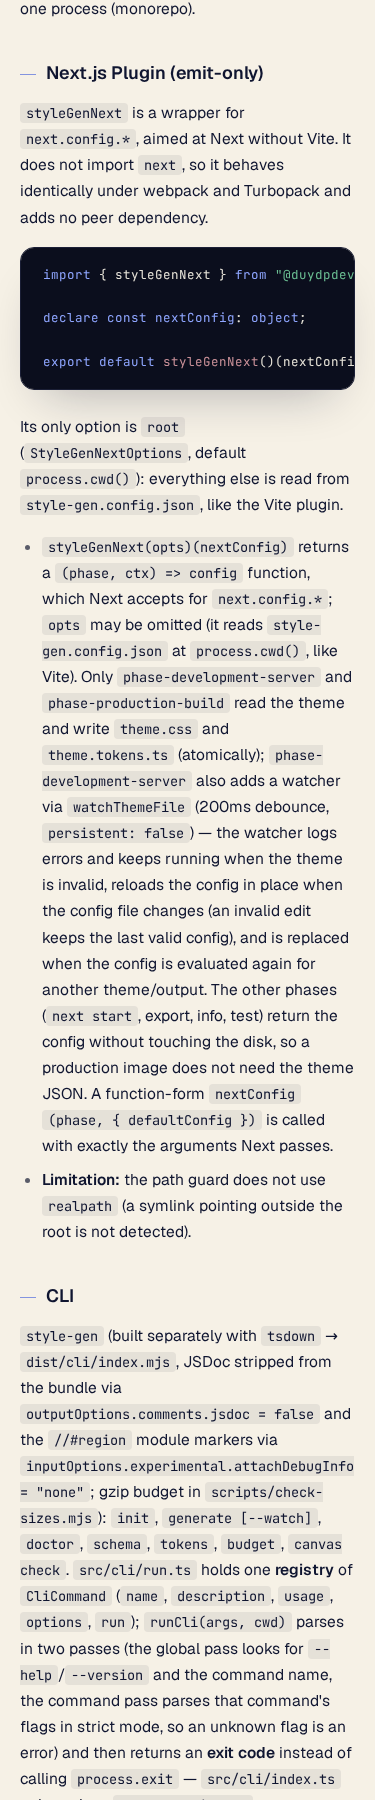 one process (monorepo).
— Next.js Plugin (emit-only)
styleGenNext is a wrapper for
next.config.*, aimed at Next without Vite. It
does not import next, so it behaves
identically under webpack and Turbopack and
adds no peer dependency.
import { styleGenNext } from "@duydpdev
declare const nextConfig: object;
export default styleGenNext()(nextConfi
Its only option is root
(StyleGenNextOptions, default
process.cwd()): everything else is read from
style-gen.config.json, like the Vite plugin.
• styleGenNext(opts)(nextConfig) returns
a (phase, ctx) => config function,
which Next accepts for next.config.*;
opts may be omitted (it reads style-
gen.config.json at process.cwd(), like
Vite). Only phase-development-server and
phase-production-build read the theme
and write theme.css and
theme.tokens.ts (atomically); phase-
development-server also adds a watcher
via watchThemeFile (200ms debounce,
persistent: false) — the watcher logs
errors and keeps running when the theme
is invalid, reloads the config in place when
the config file changes (an invalid edit
keeps the last valid config), and is replaced
when the config is evaluated again for
another theme/output. The other phases
(next start, export, info, test) return the
config without touching the disk, so a
production image does not need the theme
JSON. A function-form nextConfig
(phase, { defaultConfig }) is called
with exactly the arguments Next passes.
• Limitation: the path guard does not use
realpath (a symlink pointing outside the
root is not detected).
— CLI
style-gen (built separately with tsdown →
dist/cli/index.mjs, JSDoc stripped from
the bundle via
outputOptions.comments.jsdoc = false and
the //#region module markers via
inputOptions.experimental.attachDebugInfo
= "none"; gzip budget in scripts/check-
sizes.mjs): init, generate [--watch],
doctor, schema, tokens, budget, canvas
check. src/cli/run.ts holds one registry of
CliCommand (name, description, usage,
options, run); runCli(args, cwd) parses
in two passes (the global pass looks for --
help/--version and the command name,
the command pass parses that command's
flags in strict mode, so an unknown flag is an
error) and then returns an exit code instead of
calling process.exit — src/cli/index.ts